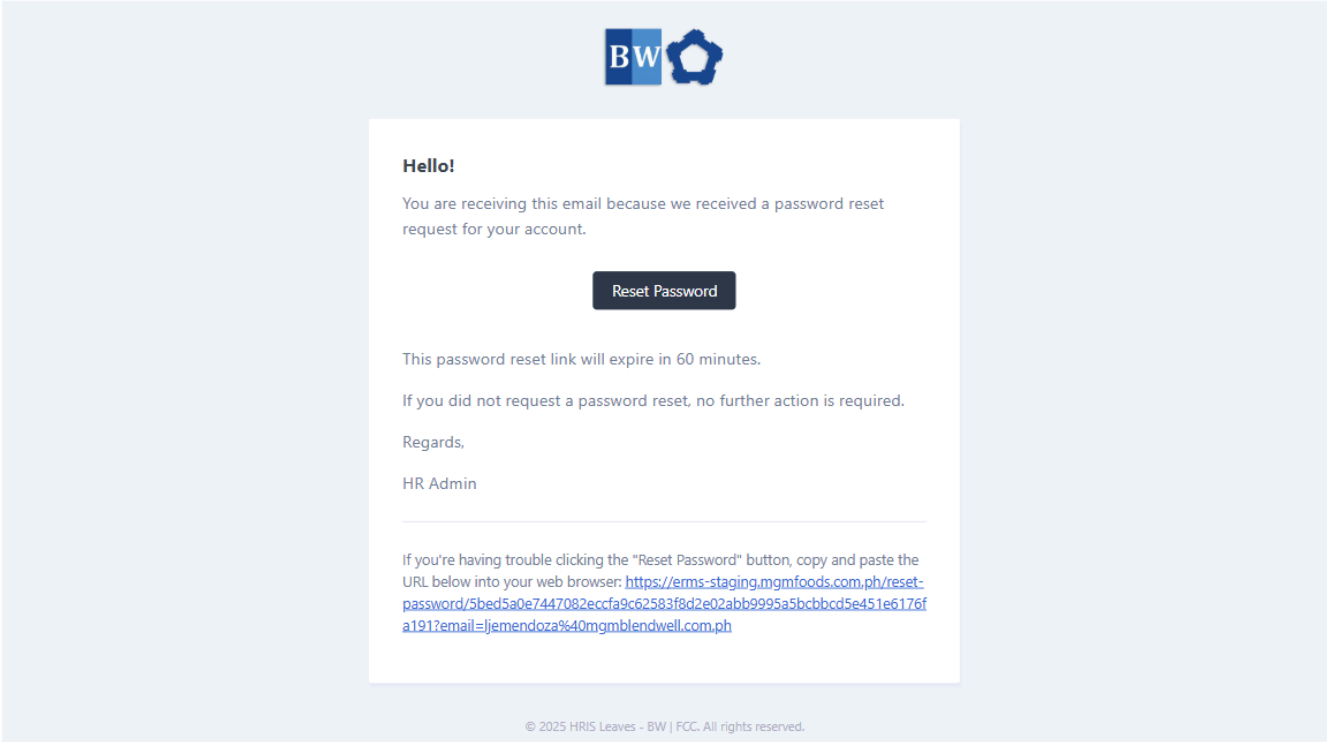 BW
Hello!
You are receiving this email because we received a password reset
request for your account.
Reset Password
This password reset link will expire in 60 minutes.
If you did not request a password reset, no further action is required.
Regards,
HR Admin
If you're having trouble clicking the "Reset Password" button, copy and paste the
URL below into your web browser: https://erms-staging.mgmfoods.com.ph/reset-
password/5bed5a0e7447082eccfa9c62583f8d2e02abb9995a5bcbbcd5e451e6176f
a191?email=ljemendoza%40mgmblendwell.com.ph
© 2025 HRIS Leaves - BW | FCC. All rights reserved.